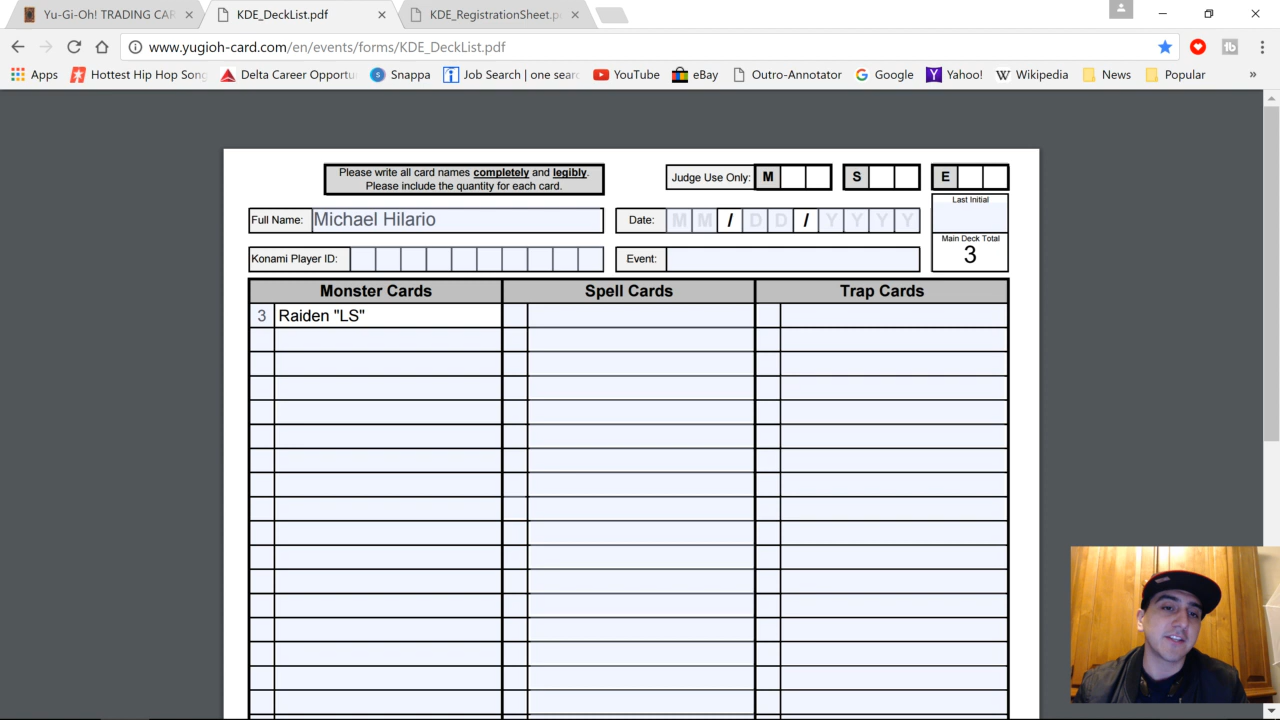 Yu-Gi-Oh! TRADING CAR
KDE_DeckList.pdf
KDE_RegistrationSheet.p
www.yugioh-card.com/en/events/forms/KDE_DeckList.pdf
Apps
Hottest Hip Hop Song
Delta Career Opportu
Snappa
Job Search | one sear
YouTube
eBay
Outro-Annotator
Google
Yahoo!
Wikipedia
News
Popular
»
Please write all card names completely and legibly.
Please include the quantity for each card.
Judge Use Only: M S E
Last Initial
Full Name: Michael Hilario
Date: M M / D D / Y Y Y Y
Main Deck Total
3
Konami Player ID:
Event:
Monster Cards Spell Cards Trap Cards
3 Raiden "LS"